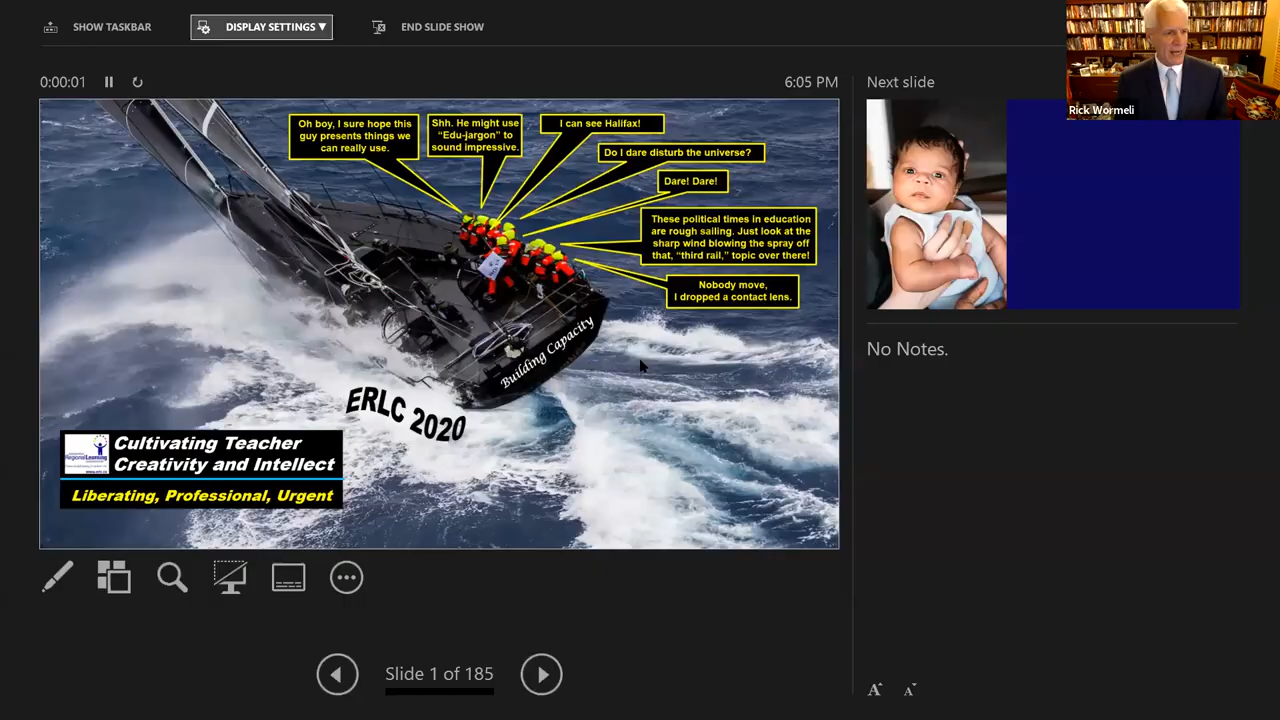 SHOW TASKBAR
DISPLAY SETTINGS ▼
END SLIDE SHOW
0:00:01
6:05 PM
Next slide
Rick Wormeli
Oh boy, I sure hope this
guy presents things we
can really use.
Shh. He might use
“Edu-jargon” to
sound impressive.
I can see Halifax!
Do I dare disturb the universe?
Dare! Dare!
These political times in education
are rough sailing. Just look at the
sharp wind blowing the spray off
that, “third rail,” topic over there!
Nobody move,
I dropped a contact lens.
Building Capacity
ERLC 2020
Regional Learning
Cultivating Teacher
Creativity and Intellect
Liberating, Professional, Urgent
No Notes.
Slide 1 of 185
A A